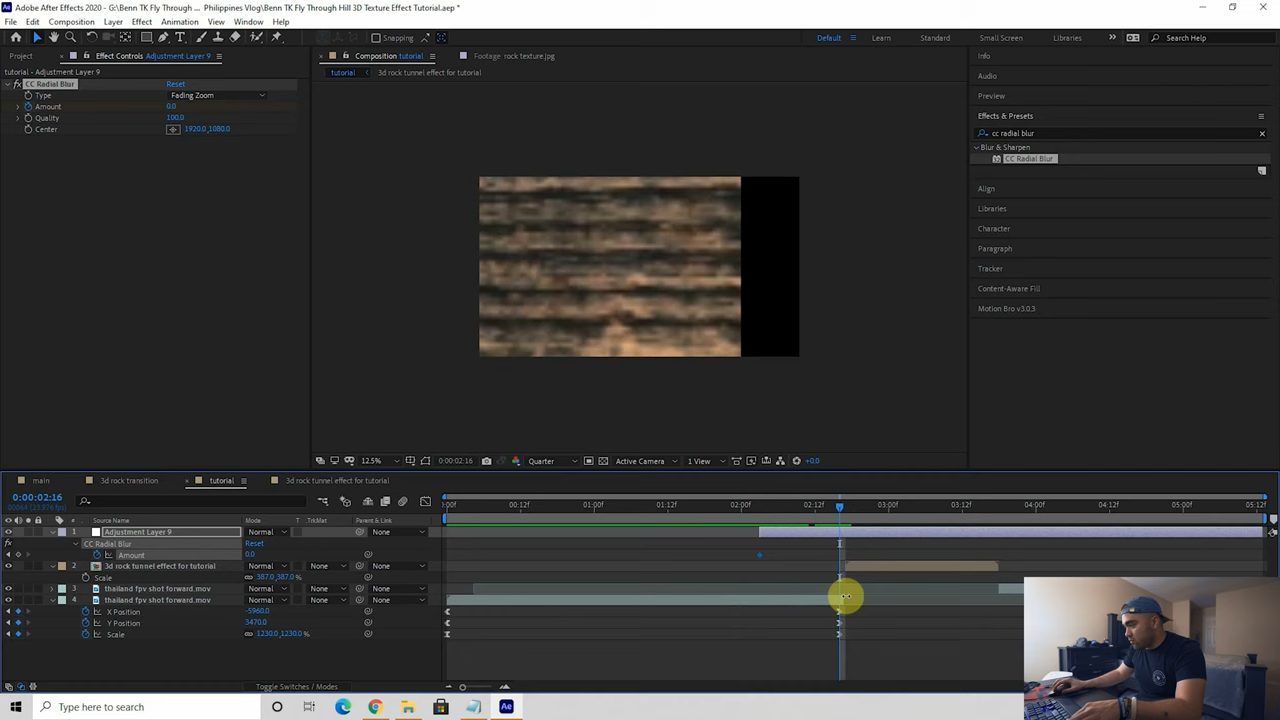 Adobe After Effects 2020 - G:\Benn TK Fly Through ... Philippines Vlog\Benn TK Fly Through Hill 3D Texture Effect Tutorial.aep *
File Edit Composition Layer Effect Animation View Window Help
Snapping Default Learn Standard Small Screen Libraries Search Help
Project Effect Controls Adjustment Layer 9
tutorial • Adjustment Layer 9
fx CC Radial Blur Reset
Type Fading Zoom
Amount 0.0
Quality 100.0
Center 1920.0,1080.0
Composition tutorial Footage: rock texture.jpg
tutorial 3d rock tunnel effect for tutorial
Info
Audio
Preview
Effects & Presets
cc radial blur
Blur & Sharpen
CC Radial Blur
Align
Libraries
Character
Paragraph
Tracker
Content-Aware Fill
Motion Bro v3.0.3
12.5% 0:00:02:16 Quarter Active Camera 1 View +0.0
main 3d rock transition tutorial 3d rock tunnel effect for tutorial
0:00:02:16
00064 (23.976 fps)
:00f 00:12f 01:00f 01:12f 02:00f 02:12f 03:00f 03:12f 04:00f 04:12f 05:00f 05:12f
# Source Name Mode T TrkMat Parent & Link
1 Adjustment Layer 9 Normal None
fx CC Radial Blur Reset
Amount 0.0
2 3d rock tunnel effect for tutorial Normal None None
Scale 387.0,387.0%
3 thailand fpv shot forward.mov Normal None None
4 thailand fpv shot forward.mov Normal None None
X Position -5960.0
Y Position 3470.0
Scale 1230.0,1230.0%
Toggle Switches / Modes
Type here to search
Ae